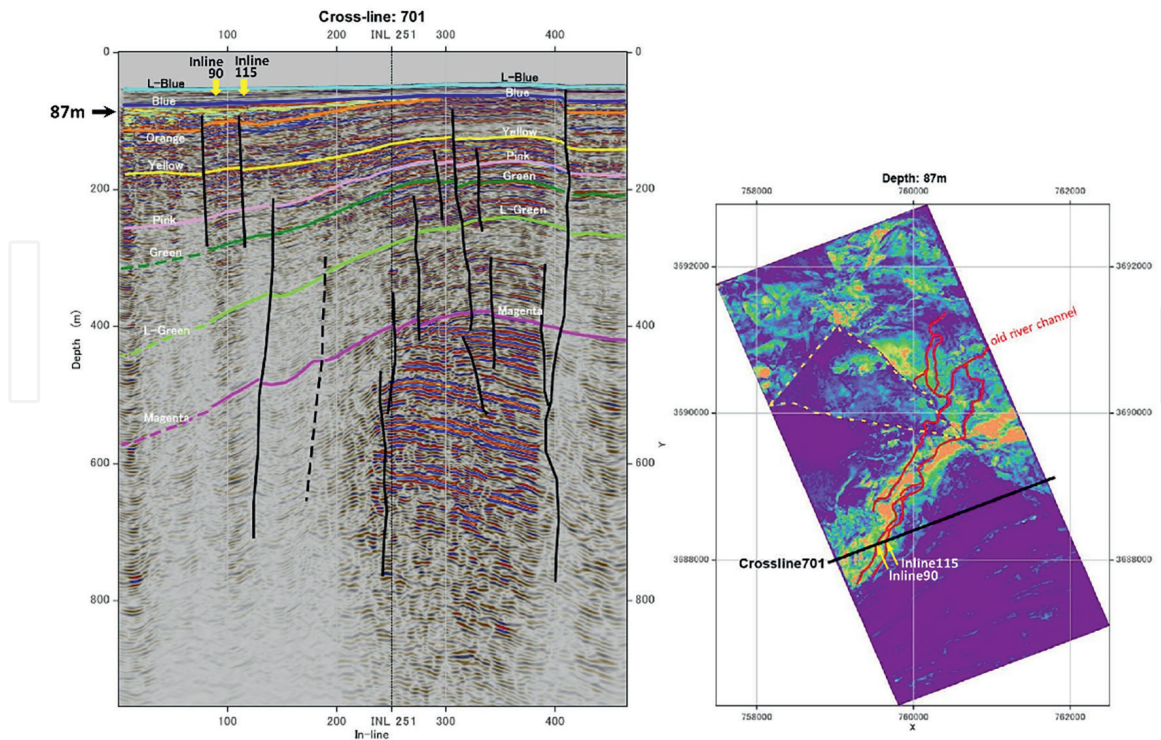 Cross-line: 701
100 200 INL 251 300 400
0 0
Inline 90
Inline 115
L-Blue L-Blue
Blue Blue
87m
Orange
Yellow Yellow
Pink
200 200
Green
L-Green
Pink
Green
L-Green
Magenta
400 400
Depth (m)
Magenta
600 600
800 800
100 200 INL 251 300 400
In-line
Depth: 87m
758000 760000 762000
3692000 3692000
old river channel
3690000 3690000
Y
Crossline701
Inline115
Inline90
3688000 3688000
758000 760000 762000
X